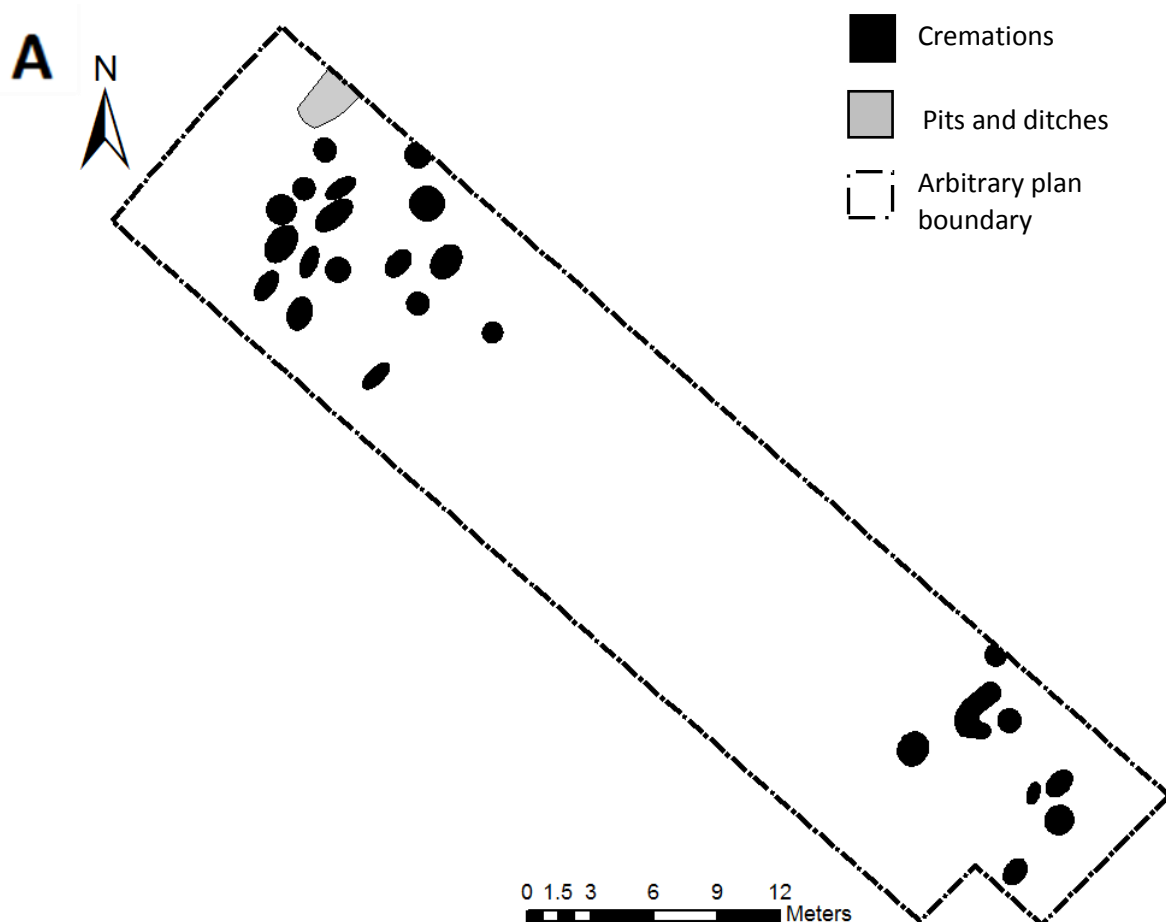 A
N
Cremations
Pits and ditches
Arbitrary plan
boundary
0 1.5 3 6 9 12
Meters